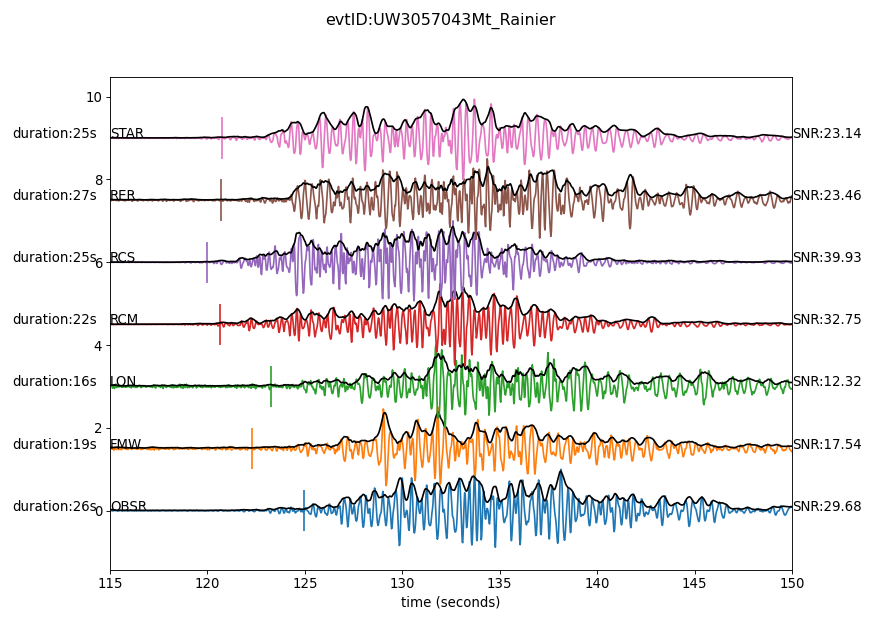 evtID:UW3057043Mt_Rainier
10
duration:25s STAR SNR:23.14
8
duration:27s RER SNR:23.46
duration:25s RCS SNR:39.93
6
duration:22s RCM SNR:32.75
4
duration:16s LON SNR:12.32
2
duration:19s FMW SNR:17.54
duration:26s OBSR SNR:29.68
0
115 120 125 130 135 140 145 150
time (seconds)